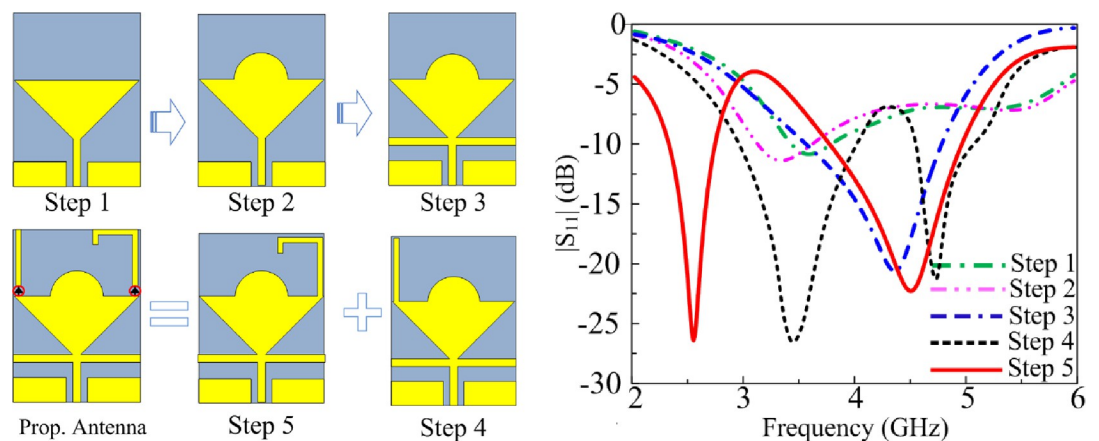 Step 1
Step 2
Step 3
Prop. Antenna
Step 5
Step 4
|S11| (dB)
0
-5
-10
-15
-20
-25
-30
Step 1
Step 2
Step 3
Step 4
Step 5
2 3 4 5 6
Frequency (GHz)